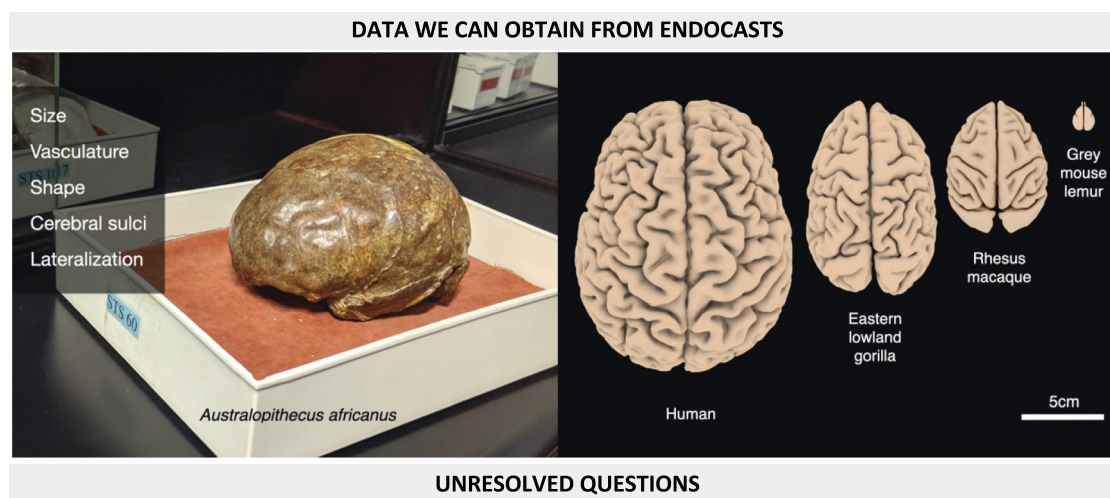 DATA WE CAN OBTAIN FROM ENDOCASTS
Size
Vasculature
Shape
Cerebral sulci
Lateralization
STS 60
Australopithecus africanus
Human
Eastern
lowland
gorilla
Rhesus
macaque
Grey
mouse
lemur
5cm
UNRESOLVED QUESTIONS